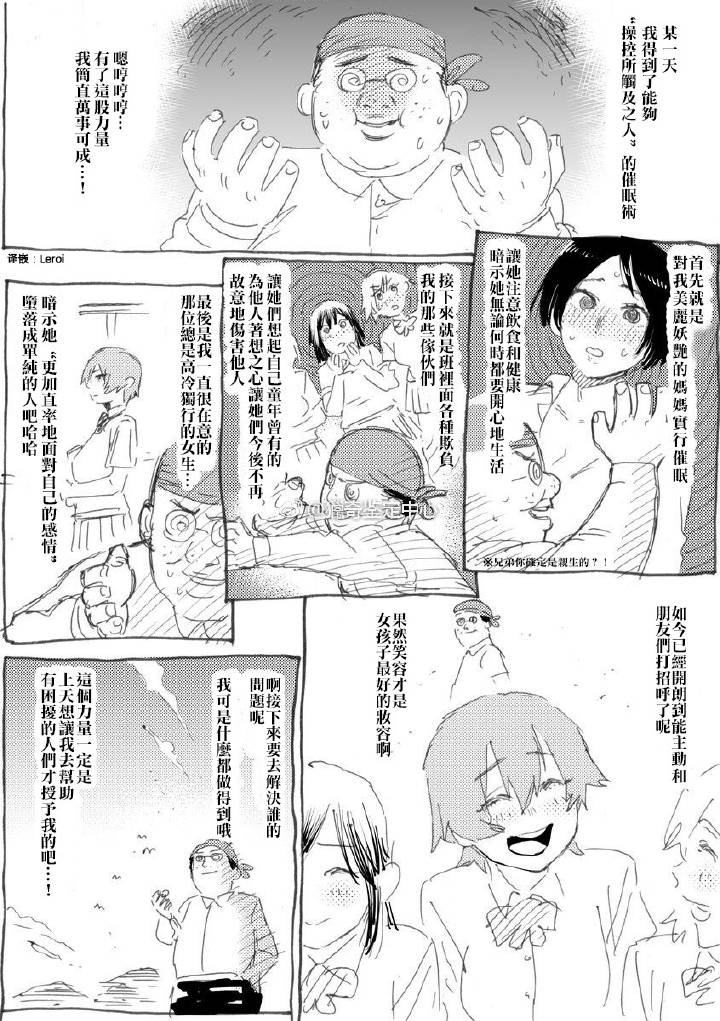 某一天
我得到了能夠
“操控所觸及之人”的催眠術
嗯哼哼哼…
有了這股力量
我簡直萬事可成…！
译嵌：Leroi
首先就是
對我美麗妖艷的媽媽實行催眠
讓她注意飲食和健康
暗示她無論何時都要開心地生活
※兄弟你確定是親生的？！
接下來就是班裡面各種欺負
我的那些傢伙們
讓她們想起自己童年曾有的
為他人著想之心讓她們今後不再
故意地傷害他人
最後是我一直很在意的
那位總是高冷獨行的女生…
暗示她“更加直率地面對自己的感情”
墮落成單純的人吧哈哈
如今已經開朗到能主動和
朋友們打招呼了呢
果然笑容才是
女孩子最好的妝容啊
啊接下來要去解決誰的
問題呢
我可是什麼都做得到哦
這個力量一定是
上天想讓我去幫助
有困擾的人們才授予我的吧…！